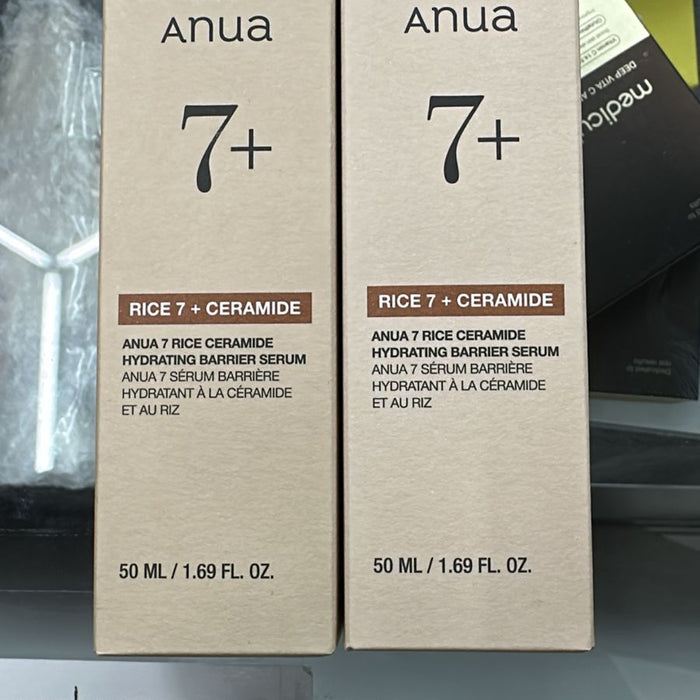 Anua
7+
RICE 7 + CERAMIDE
ANUA 7 RICE CERAMIDE
HYDRATING BARRIER SERUM
ANUA 7 SÉRUM BARRIÈRE
HYDRATANT À LA CÉRAMIDE
ET AU RIZ
50 ML / 1.69 FL. OZ.
Anua
7+
RICE 7 + CERAMIDE
ANUA 7 RICE CERAMIDE
HYDRATING BARRIER SERUM
ANUA 7 SÉRUM BARRIÈRE
HYDRATANT À LA CÉRAMIDE
ET AU RIZ
50 ML / 1.69 FL. OZ.
medicu
DEEP VITA C A